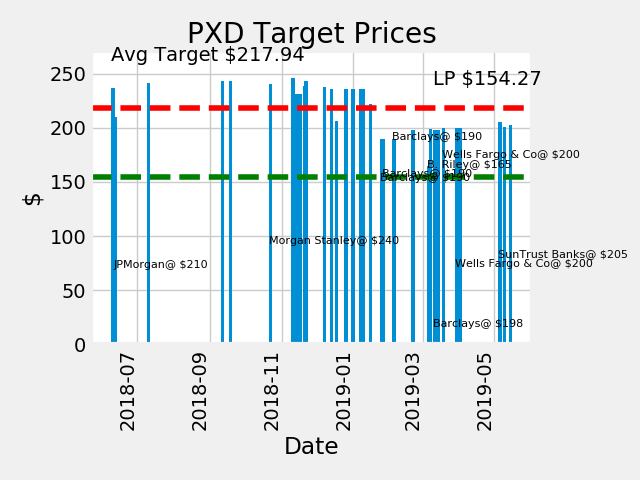 PXD Target Prices
Avg Target $217.94
LP $154.27
250
200
150
100
50
0
$
Barclays@ $190
Wells Fargo & Co@ $200
B. Riley@ $165
Barclays@ $190
Morgan Stanley@ $240
SunTrust Banks@ $205
JPMorgan@ $210
Wells Fargo & Co@ $200
Barclays@ $198
2018-07
2018-09
2018-11
2019-01
2019-03
2019-05
Date